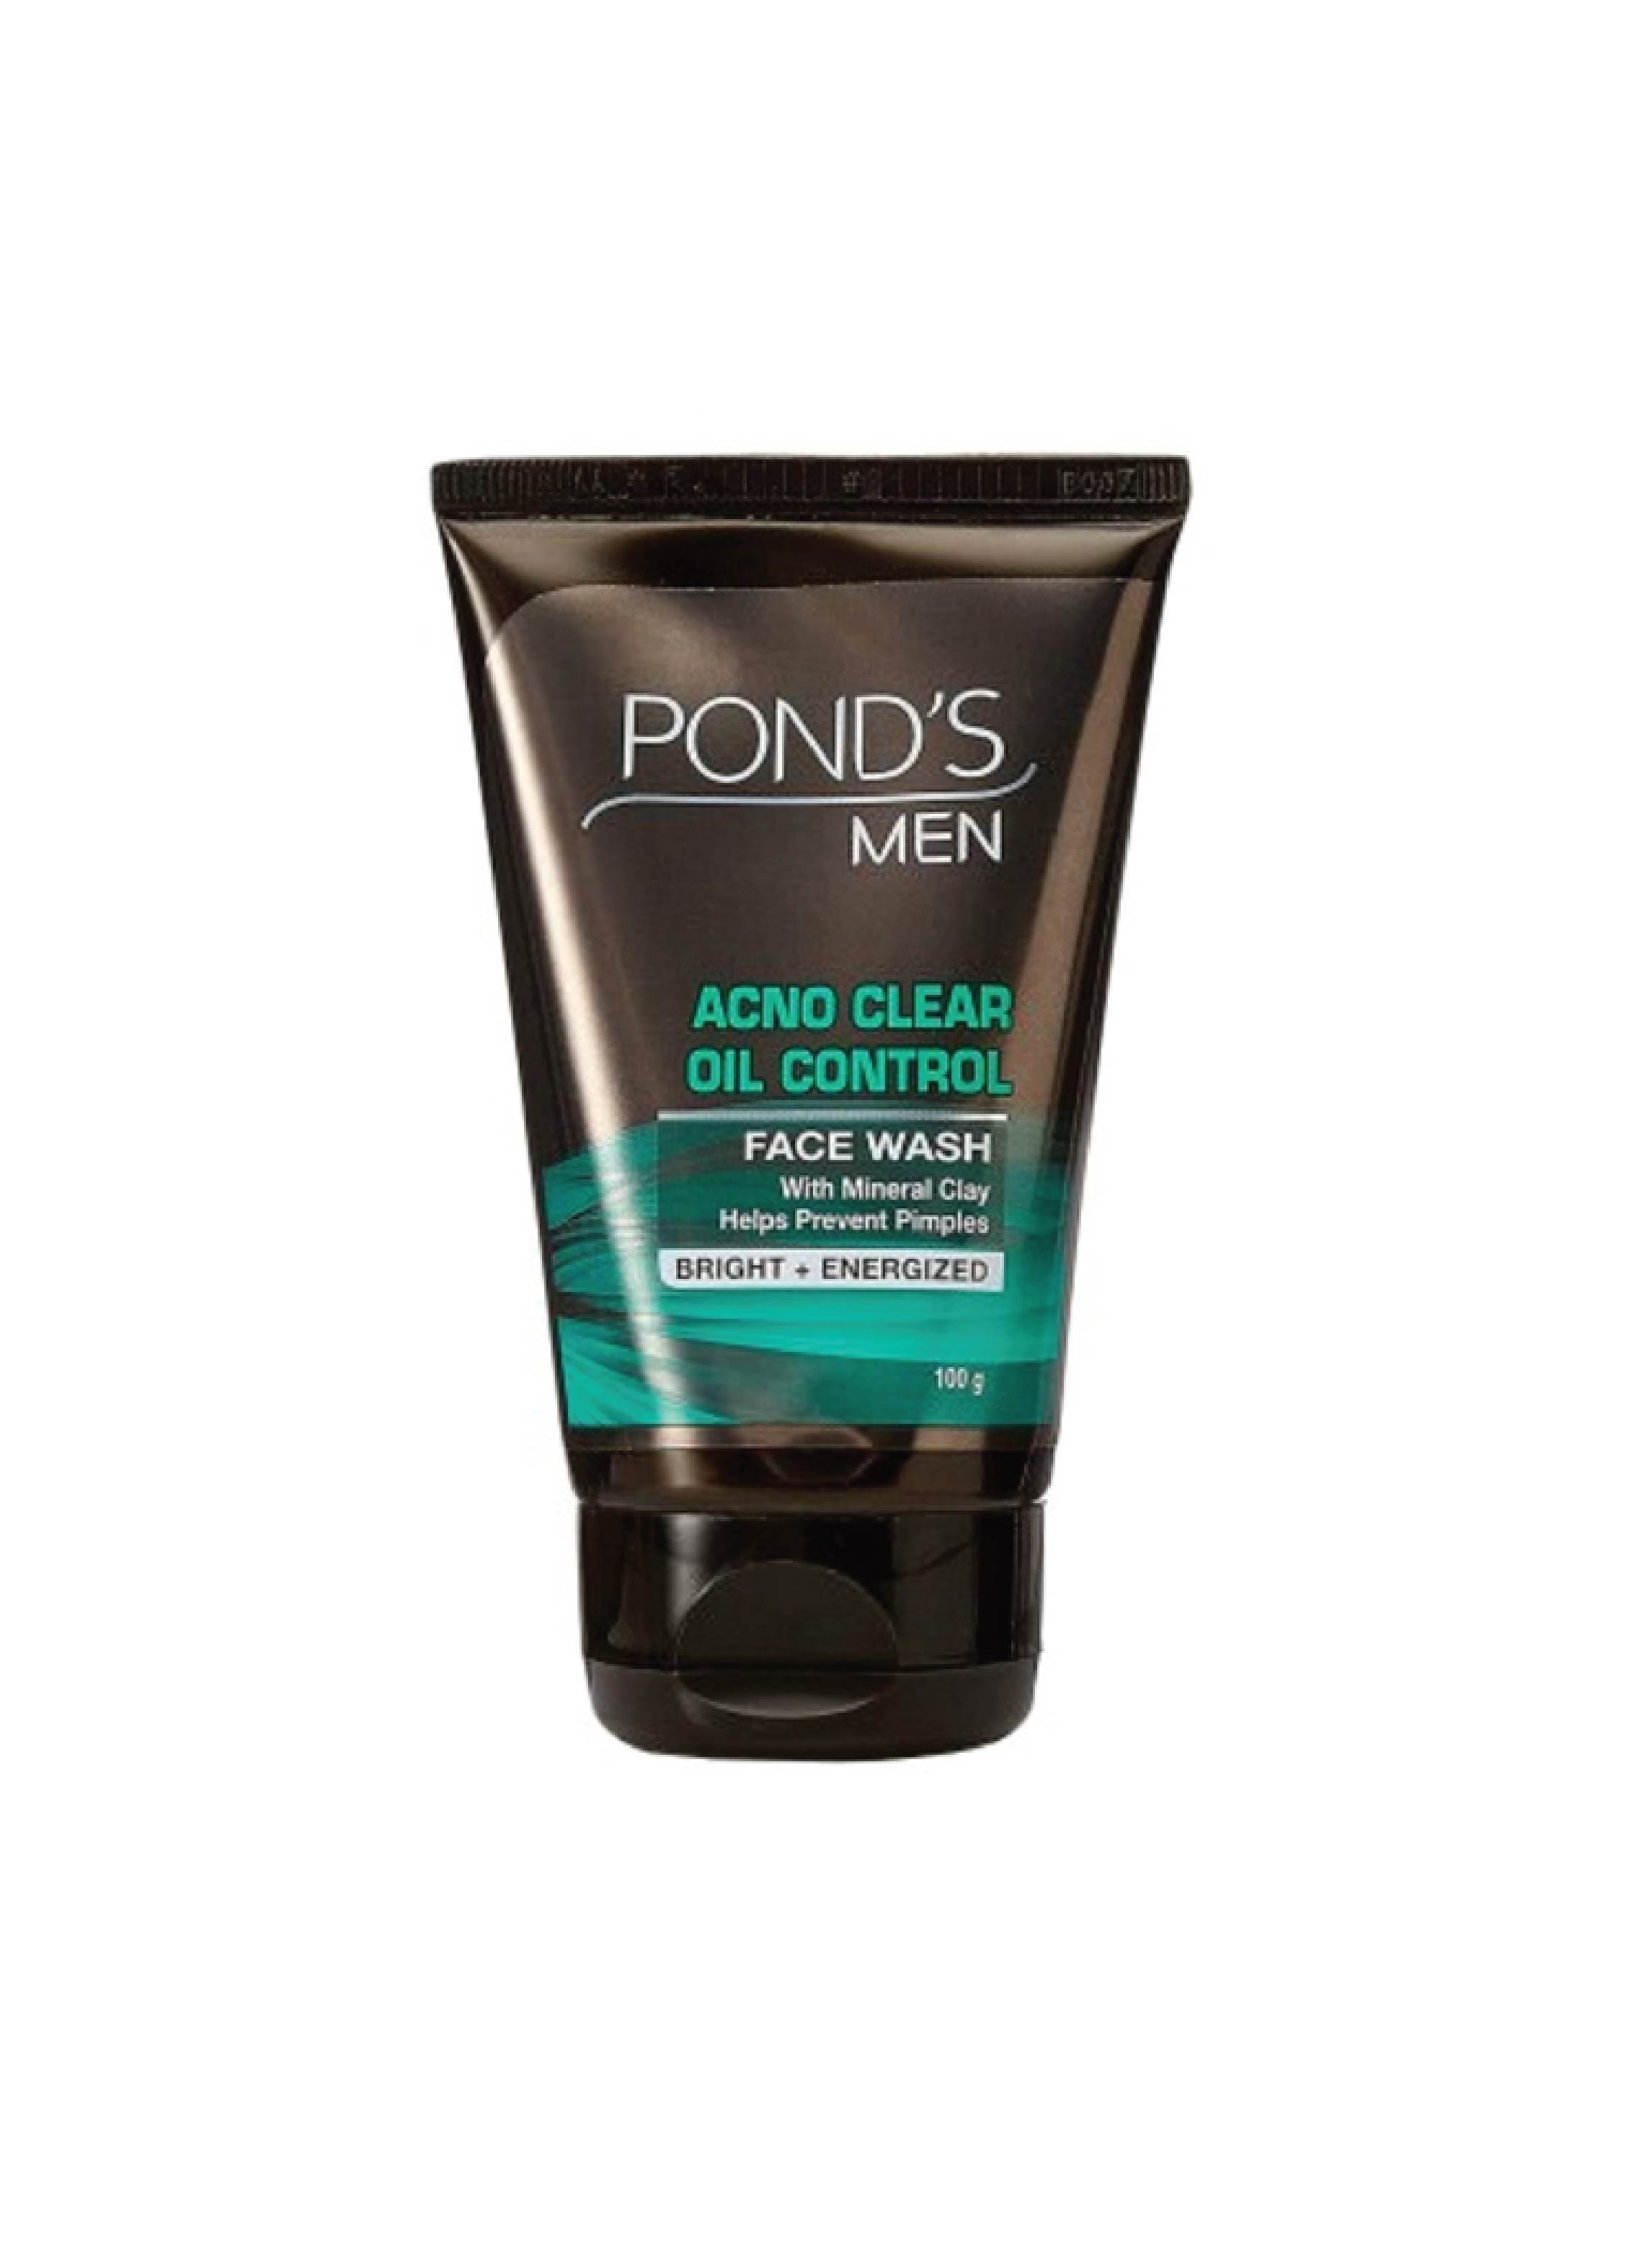 POND'S
MEN
ACNO CLEAR
OIL CONTROL
FACE WASH
With Mineral Clay
Helps Prevent Pimples
BRIGHT + ENERGIZED
100 g